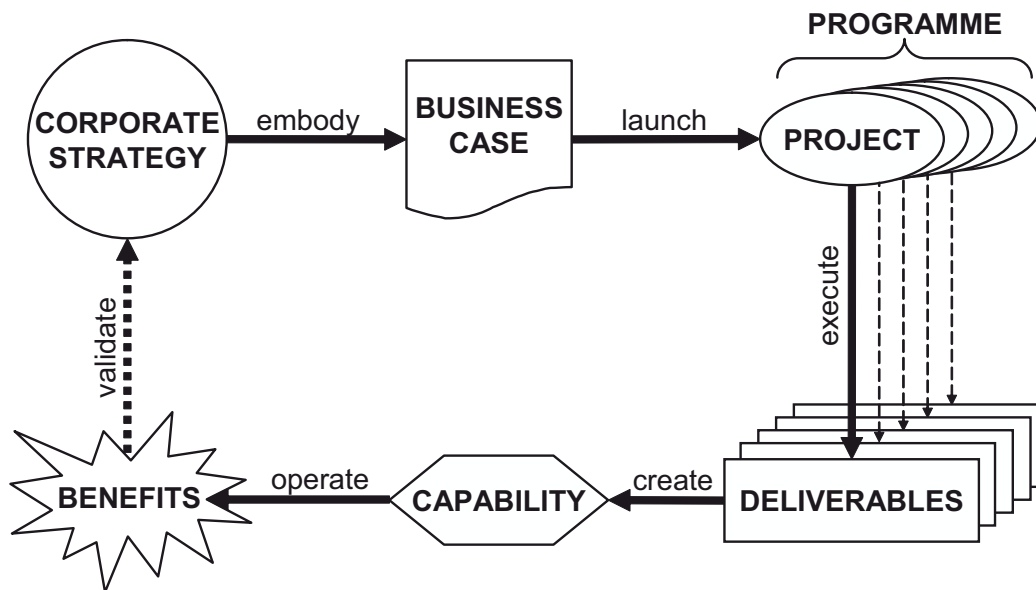 PROGRAMME
CORPORATE
STRATEGY
embody
BUSINESS
CASE
launch
PROJECT
execute
validate
BENEFITS
operate
CAPABILITY
create
DELIVERABLES